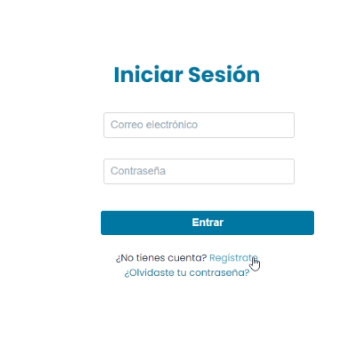 Iniciar Sesión
Correo electrónico
Contraseña
Entrar
¿No tienes cuenta? Registrate
¿Olvidaste tu contraseña?